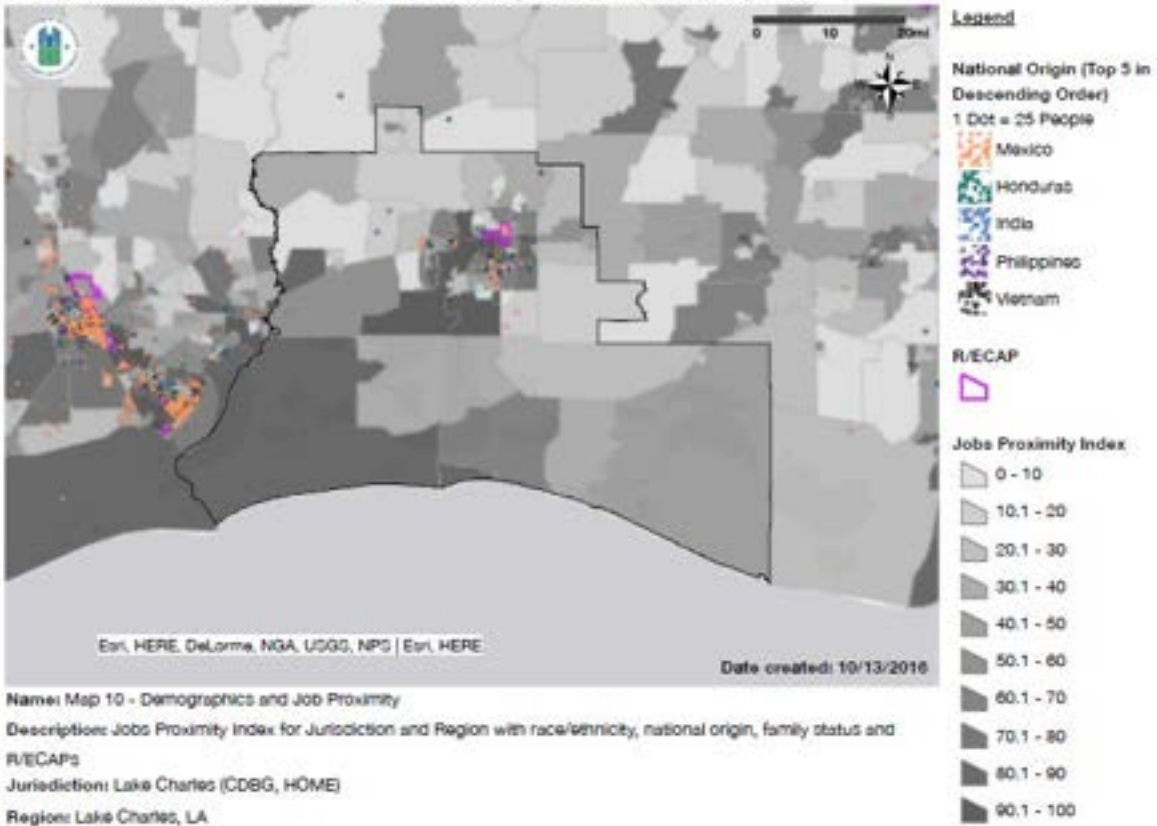 0 10 20mi
N
Esri, HERE, DeLorme, NGA, USGS, NPS | Esri, HERE
Date created: 10/13/2016
Name: Map 10 - Demographics and Job Proximity
Description: Jobs Proximity Index for Jurisdiction and Region with race/ethnicity, national origin, family status and
R/ECAPs
Jurisdiction: Lake Charles (CDBG, HOME)
Region: Lake Charles, LA
Legend
National Origin (Top 5 in
Descending Order)
1 Dot = 25 People
Mexico
Honduras
India
Philippines
Vietnam
R/ECAP
Jobs Proximity Index
0 - 10
10.1 - 20
20.1 - 30
30.1 - 40
40.1 - 50
50.1 - 60
60.1 - 70
70.1 - 80
80.1 - 90
90.1 - 100